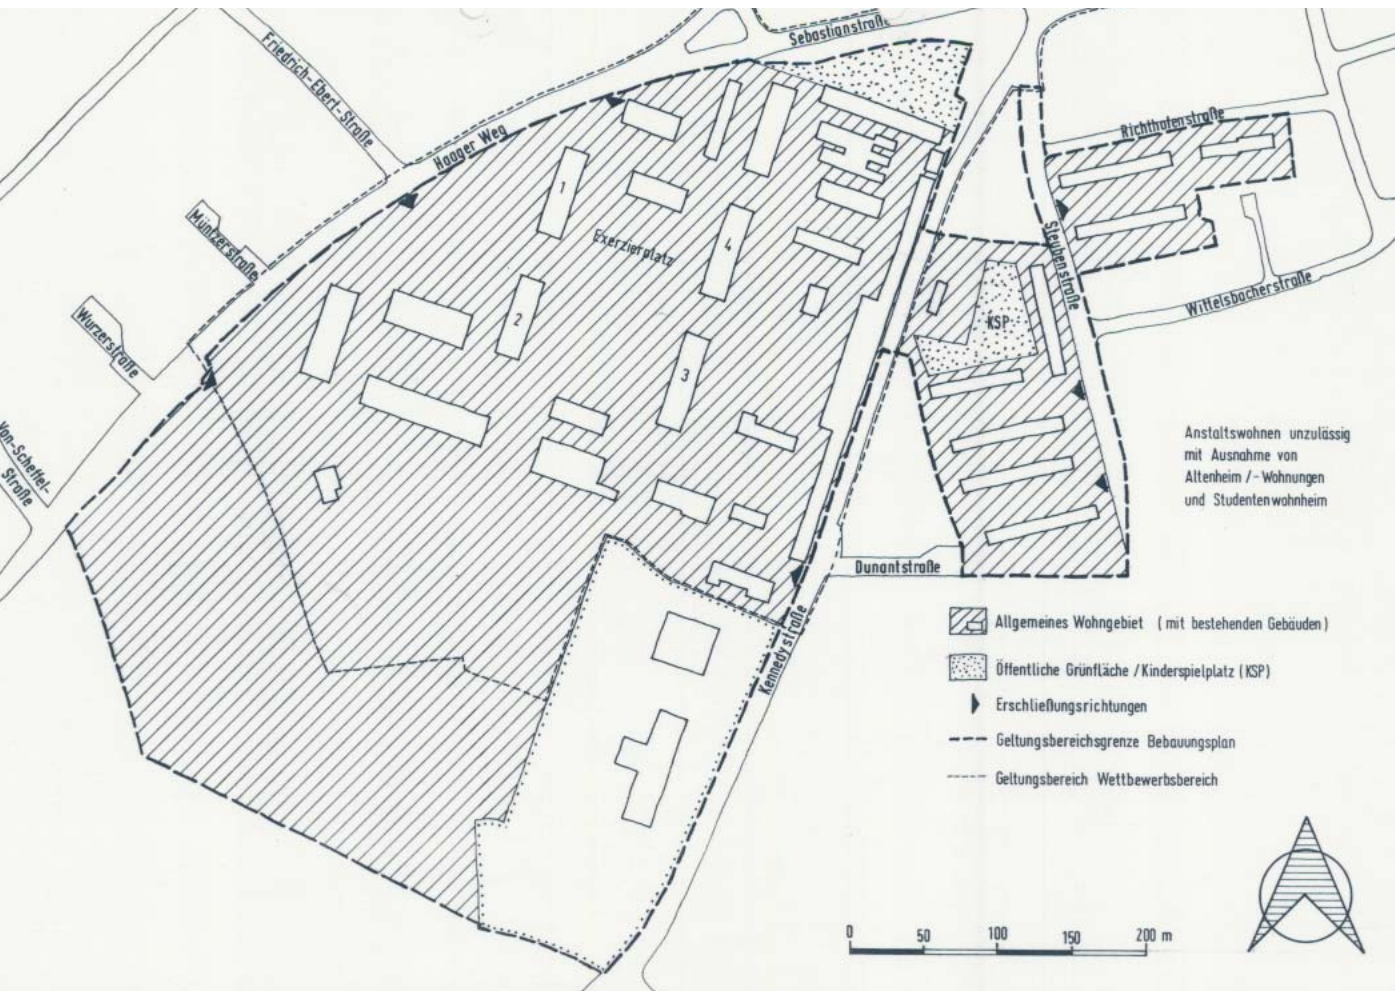 Sebastianstraße
Friedrich-Ebert-Straße
Haager Weg
Richthofenstraße
Müntzerstraße
1
4
Exerzierplatz
Steubenstraße
Wurzerstraße
2
KSP
Wittelsbacherstraße
3
Von-Scheffel-
Straße
Anstaltswohnen unzulässig
mit Ausnahme von
Altenheim /-Wohnungen
und Studentenwohnheim
Dunantstraße
Kennedystraße
Allgemeines Wohngebiet (mit bestehenden Gebäuden)
Öffentliche Grünfläche / Kinderspielplatz (KSP)
Erschließungsrichtungen
Geltungsbereichsgrenze Bebauungsplan
Geltungsbereich Wettbewerbsbereich
0 50 100 150 200 m